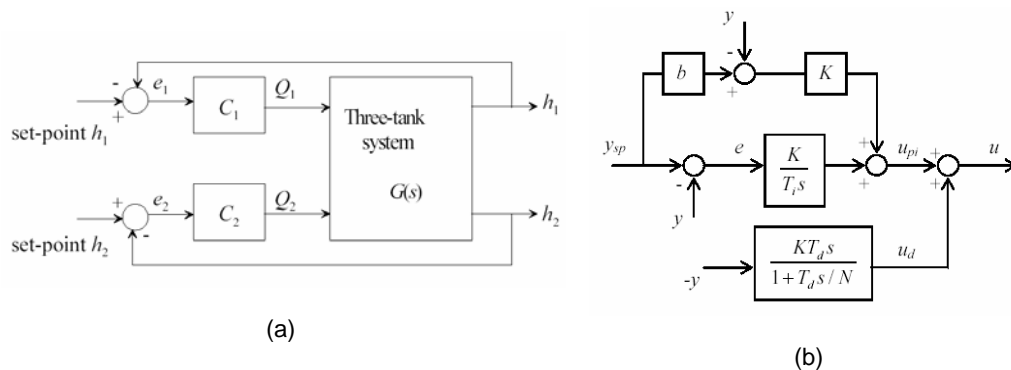 -
e1
C1
Q1
+
set-point h1
Three-tank
system
G(s)
h1
+
e2
C2
Q2
-
set-point h2
h2
(a)
y
-
b
+
K
ysp
e
K
Tis
+
+
upi
+
+
u
-
y
KTds
1+Tds/N
ud
-y
(b)